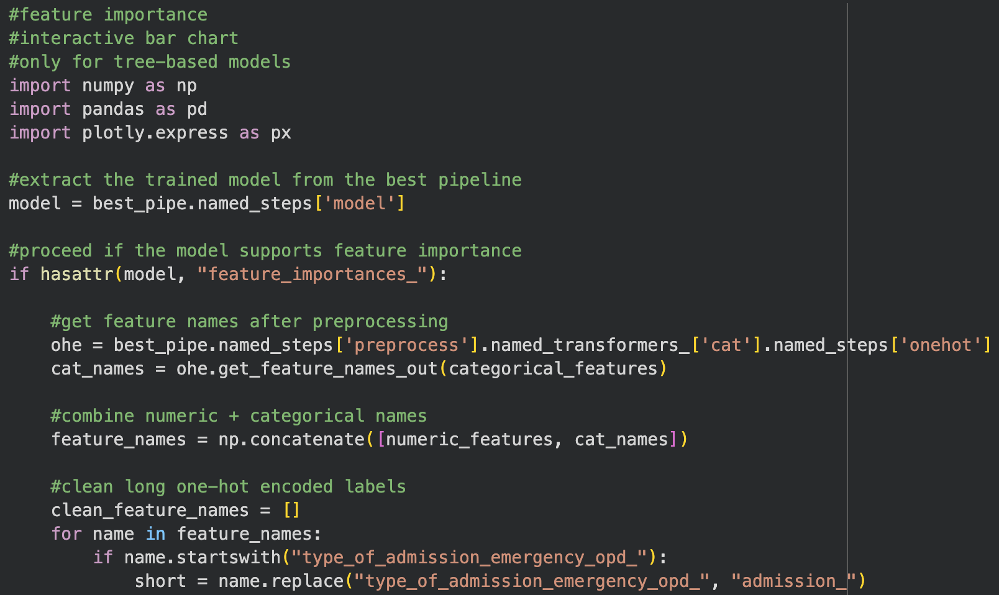 #feature importance
#interactive bar chart
#only for tree-based models
import numpy as np
import pandas as pd
import plotly.express as px

#extract the trained model from the best pipeline
model = best_pipe.named_steps['model']

#proceed if the model supports feature importance
if hasattr(model, "feature_importances_"):

    #get feature names after preprocessing
    ohe = best_pipe.named_steps['preprocess'].named_transformers_['cat'].named_steps['onehot']
    cat_names = ohe.get_feature_names_out(categorical_features)

    #combine numeric + categorical names
    feature_names = np.concatenate([numeric_features, cat_names])

    #clean long one-hot encoded labels
    clean_feature_names = []
    for name in feature_names:
        if name.startswith("type_of_admission_emergency_opd_"):
            short = name.replace("type_of_admission_emergency_opd_", "admission_")